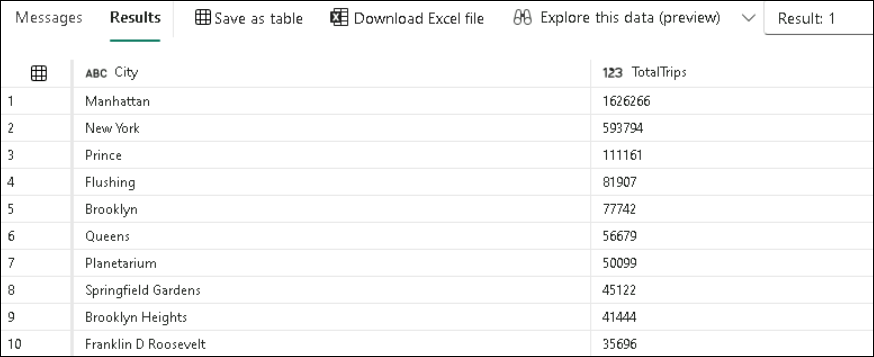 Messages Results Save as table Download Excel file Explore this data (preview) Result: 1
ABC City 123 TotalTrips
1 Manhattan 1626266
2 New York 593794
3 Prince 111161
4 Flushing 81907
5 Brooklyn 77742
6 Queens 56679
7 Planetarium 50099
8 Springfield Gardens 45122
9 Brooklyn Heights 41444
10 Franklin D Roosevelt 35696